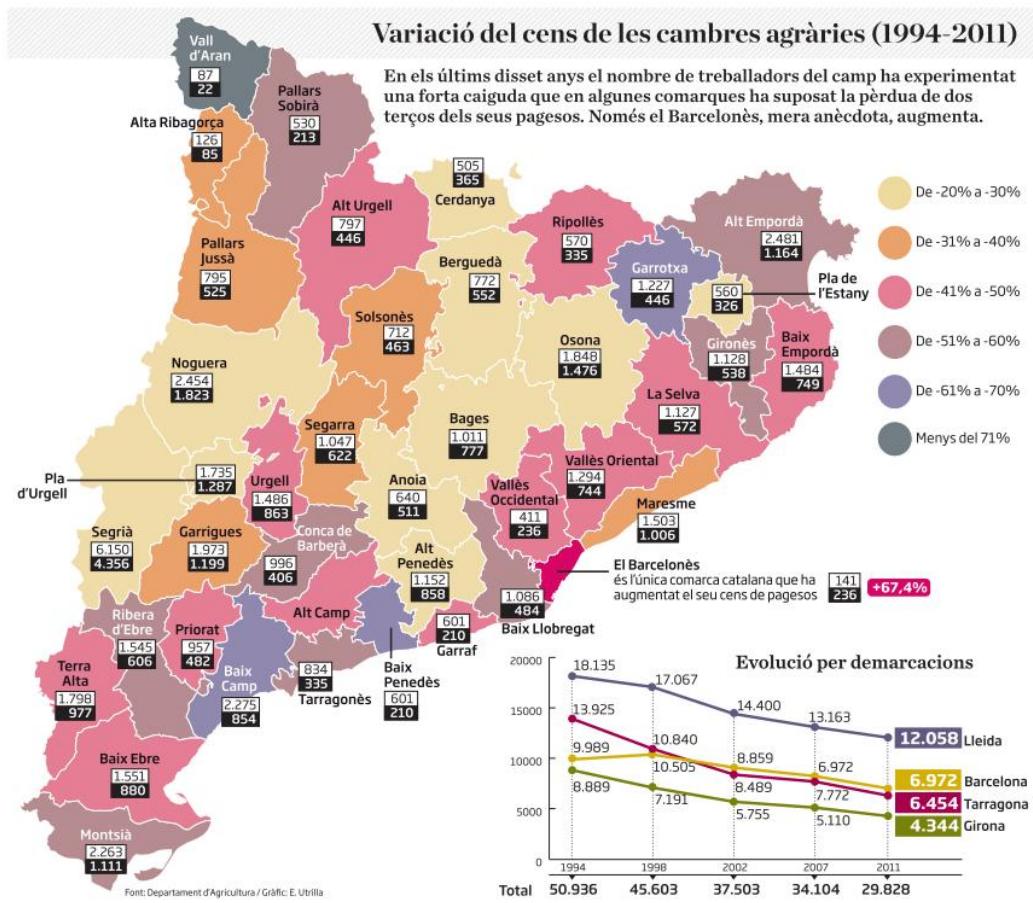 Variació del cens de les cambres agràries (1994-2011)
En els últims disset anys el nombre de treballadors del camp ha experimentat
una forta caiguda que en algunes comarques ha suposat la pèrdua de dos
terços dels seus pagesos. Només el Barcelonès, mera anècdota, augmenta.
Vall
d'Aran
87
22
Pallars
Sobirà
530
213
Alta Ribagorça
126
85
505
365
Cerdanya
Alt Urgell
797
446
Ripollès
570
335
Alt Empordà
2.481
1.164
Pallars
Jussà
795
525
Berguedà
772
552
Garrotxa
1.227
446
560
326
Pla de
l'Estany
Solsonès
712
463
Osona
1.848
1.476
Gironès
1.128
538
Baix
Empordà
1.484
749
Noguera
2.454
1.823
La Selva
1.127
572
Segarra
1.047
622
Bages
1.011
777
Pla
d'Urgell
1.735
1.287
Urgell
1.486
863
Anoia
640
511
Vallès Oriental
1.294
744
Vallès
Occidental
411
236
Maresme
1.503
1.006
Segrià
6.150
4.356
Garrigues
1.973
1.199
Conca de
Barberà
996
406
Alt
Penedès
1.152
858
El Barcelonès
és l'única comarca catalana que ha
augmentat el seu cens de pagesos
141
236
+67,4%
1.086
484
Baix Llobregat
Ribera
d'Ebre
1.545
606
Priorat
957
482
Alt Camp
601
210
Garraf
Terra
Alta
1.798
977
Baix
Camp
2.275
854
834
335
Tarragonès
Baix
Penedès
601
210
Baix Ebre
1.551
880
Montsià
2.263
1.111
De -20% a -30%
De -31% a -40%
De -41% a -50%
De -51% a -60%
De -61% a -70%
Menys del 71%
Evolució per demarcacions
20000
15000
10000
5000
0
18.135
17.067
14.400
13.163
12.058 Lleida
13.925
10.840
8.489
7.772
6.454 Tarragona
9.989
10.505
8.859
6.972
6.972 Barcelona
8.889
7.191
5.755
5.110
4.344 Girona
1994 1998 2002 2007 2011
Total 50.936 45.603 37.503 34.104 29.828
Font: Departament d'Agricultura / Gràfic: E. Utrilla